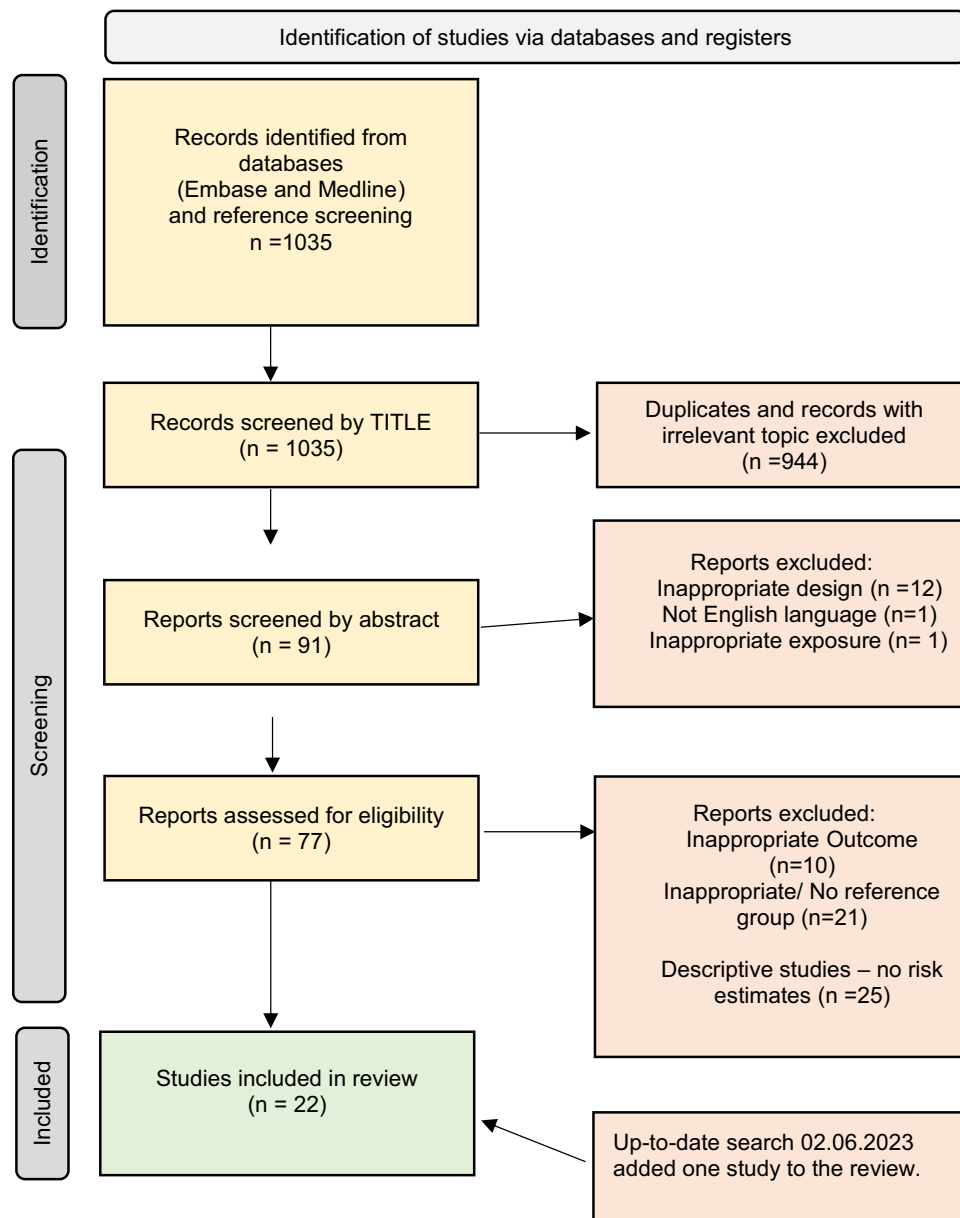 Identification of studies via databases and registers
Identification
Records identified from
databases
(Embase and Medline)
and reference screening
n =1035
Records screened by TITLE
(n = 1035)
Duplicates and records with
irrelevant topic excluded
(n =944)
Screening
Reports screened by abstract
(n = 91)
Reports excluded:
Inappropriate design (n =12)
Not English language (n=1)
Inappropriate exposure (n= 1)
Reports assessed for eligibility
(n = 77)
Reports excluded:
Inappropriate Outcome
(n=10)
Inappropriate/ No reference
group (n=21)
Descriptive studies – no risk
estimates (n =25)
Included
Studies included in review
(n = 22)
Up-to-date search 02.06.2023
added one study to the review.